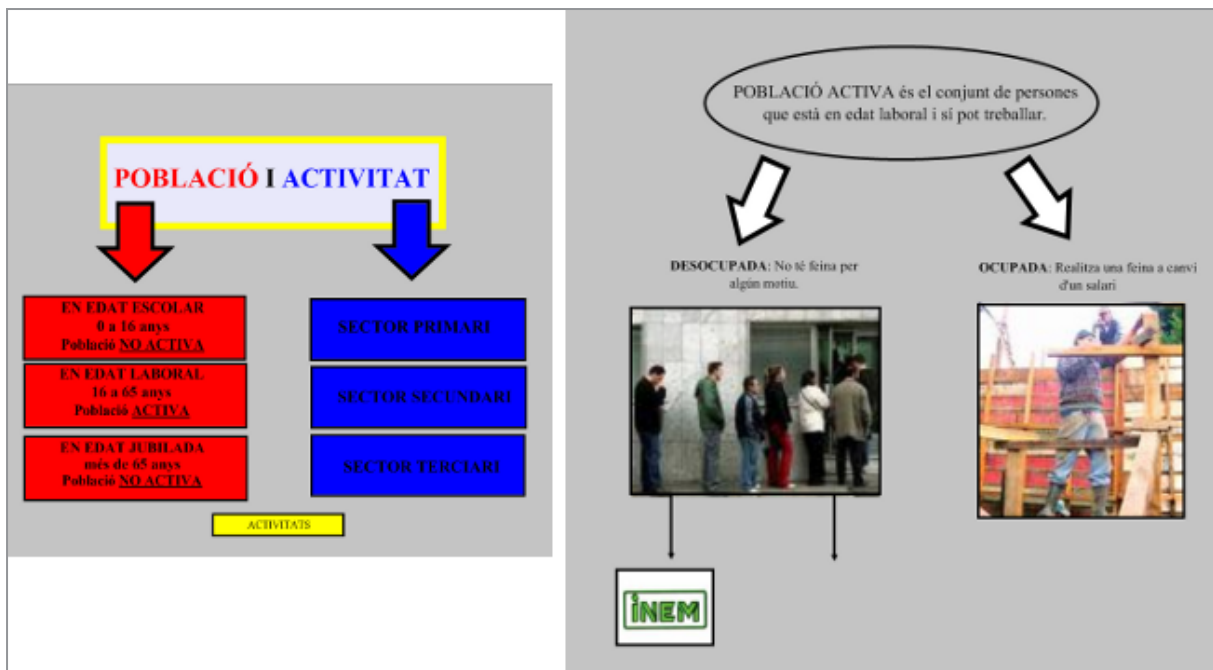 POBLACIÓ I ACTIVITAT
EN EDAT ESCOLAR
0 a 16 anys
Població NO ACTIVA
EN EDAT LABORAL
16 a 65 anys
Població ACTIVA
EN EDAT JUBILADA
més de 65 anys
Població NO ACTIVA
SECTOR PRIMARI
SECTOR SECUNDARI
SECTOR TERCIARI
ACTIVITATS
POBLACIÓ ACTIVA és el conjunt de persones
que està en edat laboral i sí pot treballar.
DESOCUPADA: No té feina per
algún motiu.
OCUPADA: Realitza una feina a canvi
d'un salari
INEM